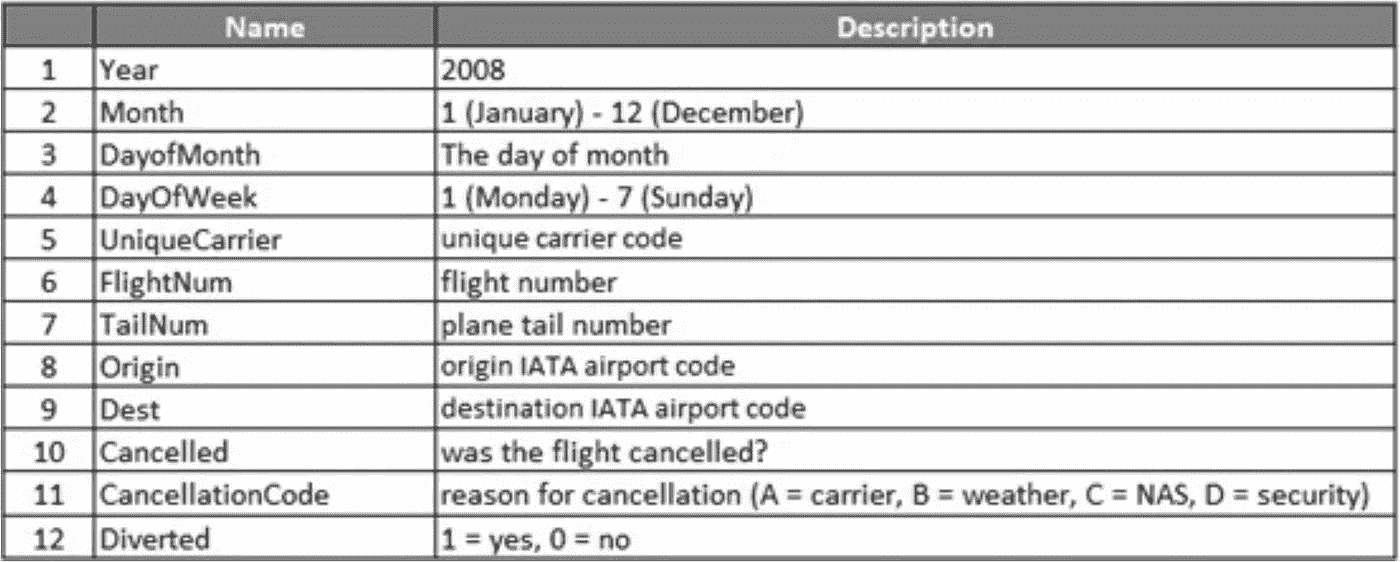 Name Description
1 Year 2008
2 Month 1 (January) - 12 (December)
3 DayofMonth The day of month
4 DayOfWeek 1 (Monday) - 7 (Sunday)
5 UniqueCarrier unique carrier code
6 FlightNum flight number
7 TailNum plane tail number
8 Origin origin IATA airport code
9 Dest destination IATA airport code
10 Cancelled was the flight cancelled?
11 CancellationCode reason for cancellation (A = carrier, B = weather, C = NAS, D = security)
12 Diverted 1 = yes, 0 = no